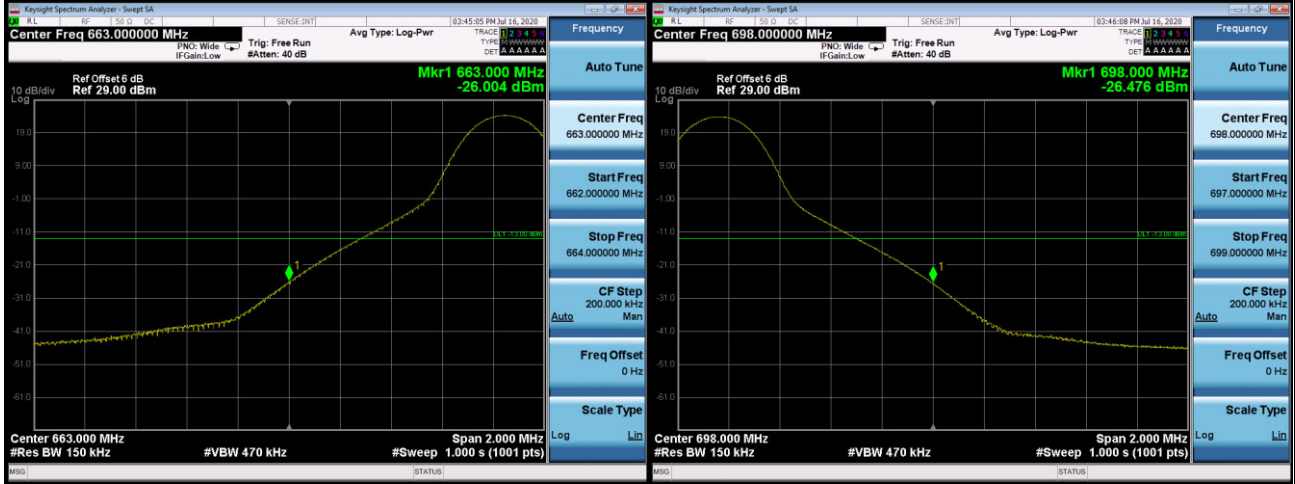 Keysight Spectrum Analyzer - Swept SA
RL RF 50 Ω DC SENSE:INT 03:45:05 PM Jul 16, 2020
Center Freq 663.000000 MHz
PNO: Wide
IFGain:Low
Trig: Free Run
#Atten: 40 dB
Avg Type: Log-Pwr
TRACE 1 2 3 4 5 6
TYPE
DET A A A A A A
Ref Offset 6 dB
Ref 29.00 dBm
10 dB/div
Log
Mkr1 663.000 MHz
-26.004 dBm
19.0
9.00
-1.00
-11.0
DL1 -13.00 dBm
-21.0
1
-31.0
-41.0
-51.0
-61.0
Center 663.000 MHz
Span 2.000 MHz
#Res BW 150 kHz
#VBW 470 kHz
#Sweep 1.000 s (1001 pts)
MSG
STATUS
Frequency
Auto Tune
Center Freq
663.000000 MHz
Start Freq
662.000000 MHz
Stop Freq
664.000000 MHz
CF Step
200.000 kHz
Auto Man
Freq Offset
0 Hz
Scale Type
Log Lin
Keysight Spectrum Analyzer - Swept SA
RL RF 50 Ω DC SENSE:INT 03:46:08 PM Jul 16, 2020
Center Freq 698.000000 MHz
PNO: Wide
IFGain:Low
Trig: Free Run
#Atten: 40 dB
Avg Type: Log-Pwr
TRACE 1 2 3 4 5 6
TYPE
DET A A A A A A
Ref Offset 6 dB
Ref 29.00 dBm
10 dB/div
Log
Mkr1 698.000 MHz
-26.476 dBm
19.0
9.00
-1.00
-11.0
DL1 -13.00 dBm
-21.0
1
-31.0
-41.0
-51.0
-61.0
Center 698.000 MHz
Span 2.000 MHz
#Res BW 150 kHz
#VBW 470 kHz
#Sweep 1.000 s (1001 pts)
MSG
STATUS
Frequency
Auto Tune
Center Freq
698.000000 MHz
Start Freq
697.000000 MHz
Stop Freq
699.000000 MHz
CF Step
200.000 kHz
Auto Man
Freq Offset
0 Hz
Scale Type
Log Lin